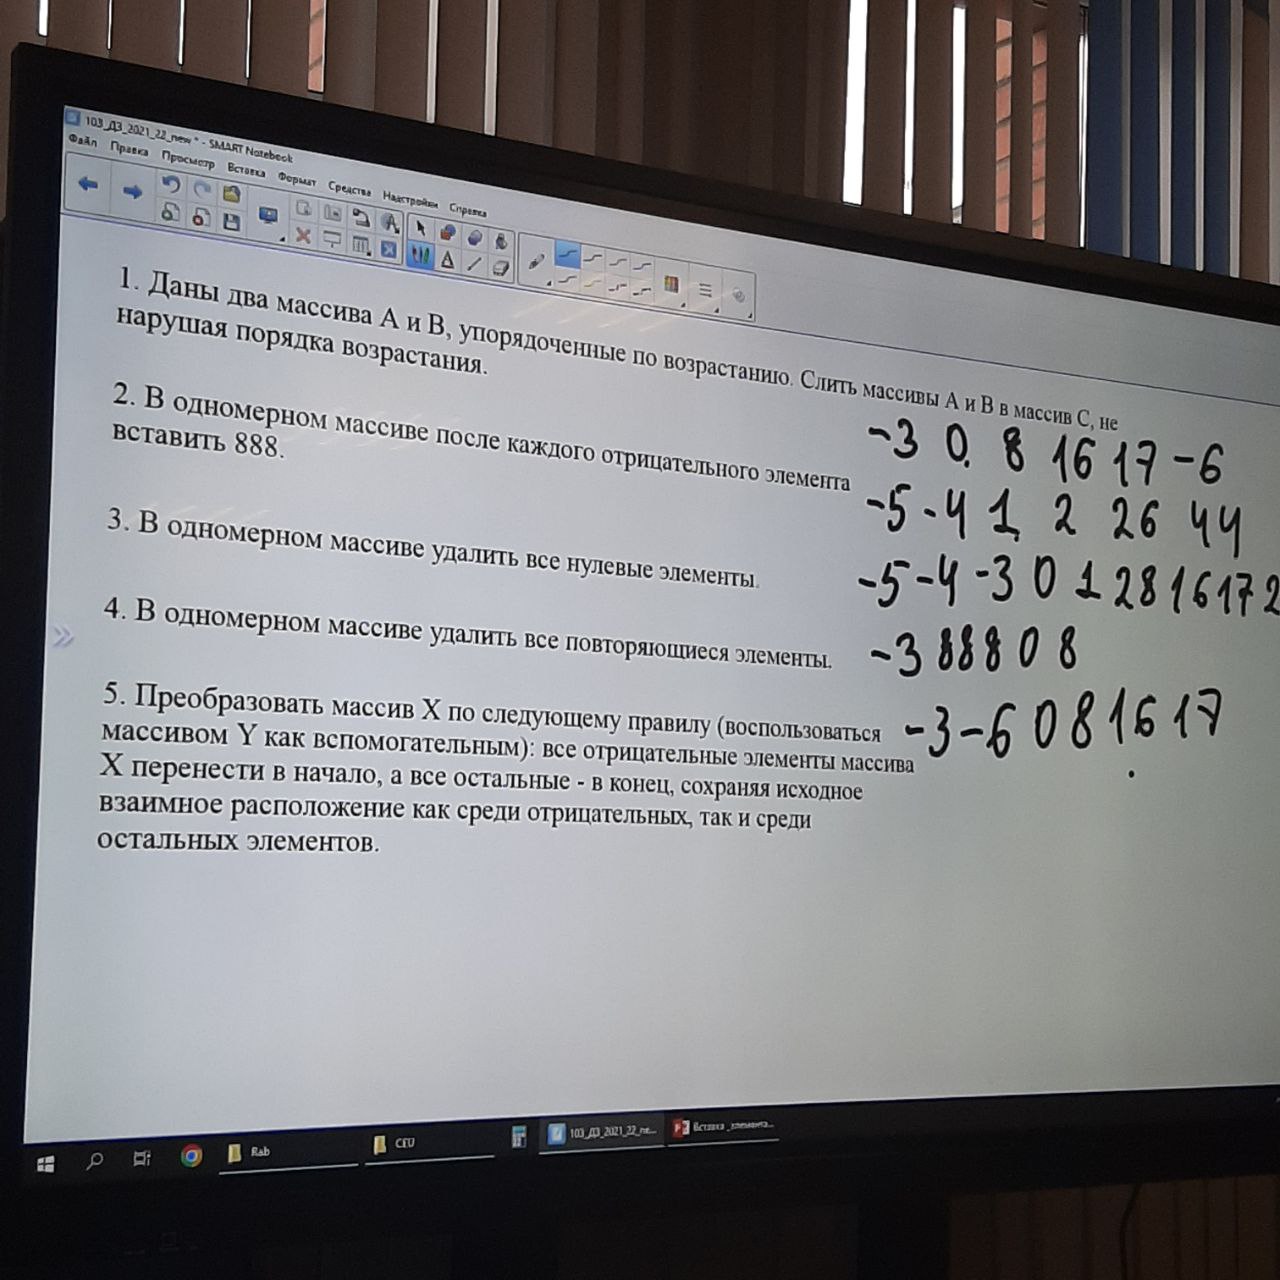 103_ДЗ_2021_22_new * - SMART Notebook
Файл Правка Просмотр Вставка Формат Средства Надстройки Справка
1. Даны два массива А и В, упорядоченные по возрастанию. Слить массивы А и В в массив С, не
нарушая порядка возрастания.
-3 0. 8 16 17 -6
2. В одномерном массиве после каждого отрицательного элемента
вставить 888.
-5 -4 1 2 26 44
3. В одномерном массиве удалить все нулевые элементы.
-5 -4 -3 0 1 2 8 16 17 2
4. В одномерном массиве удалить все повторяющиеся элементы.
-3 888 0 8
5. Преобразовать массив X по следующему правилу (воспользоваться
-3 -6 0 8 16 17
массивом Y как вспомогательным): все отрицательные элементы массива
X перенести в начало, а все остальные - в конец, сохраняя исходное
взаимное расположение как среди отрицательных, так и среди
остальных элементов.
Rab
CEU
103_ДЗ_2021_22_ne...
Вставка _элемента...